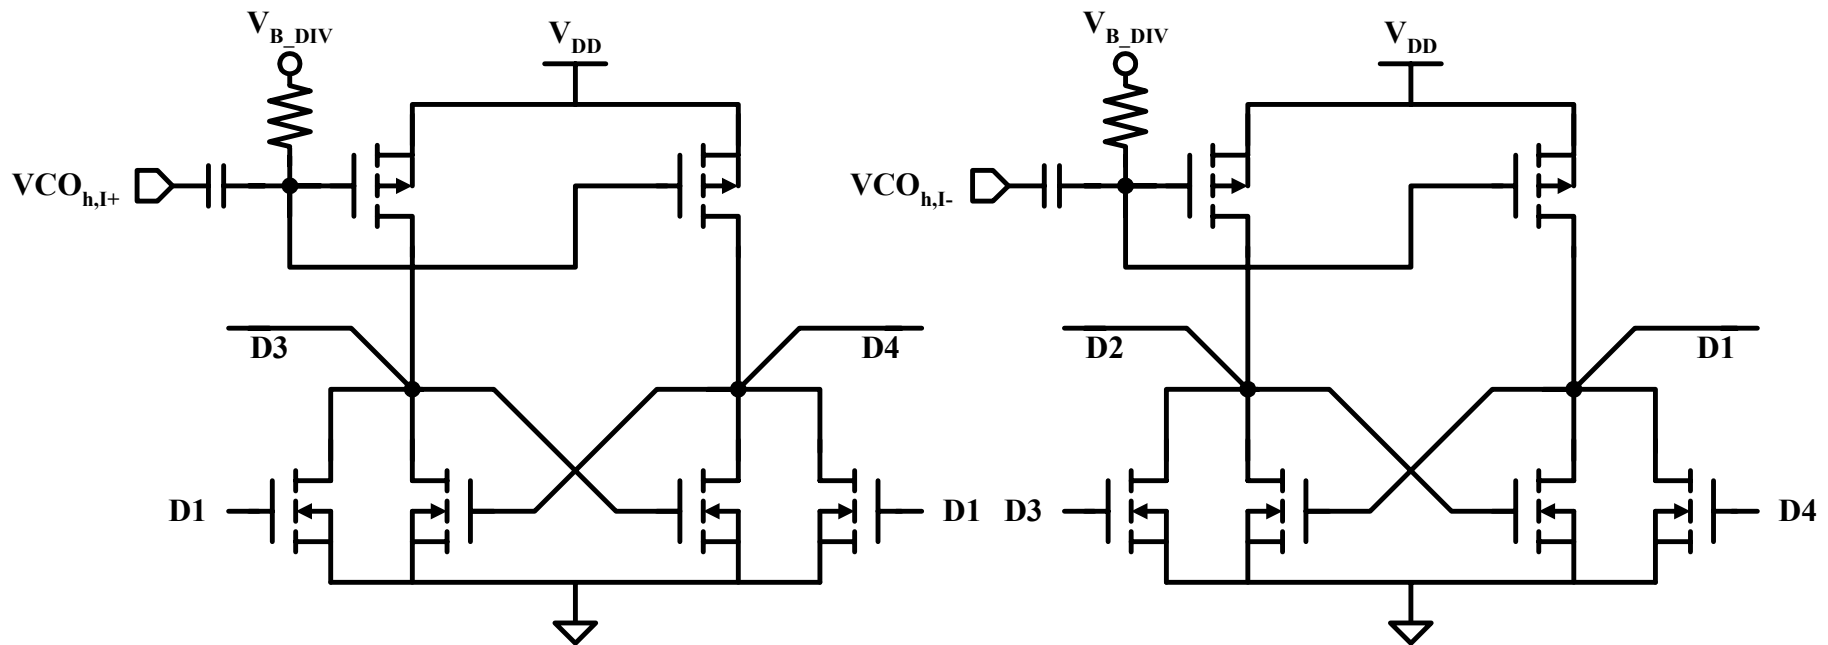 V_B_DIV
V_DD
V_B_DIV
V_DD
VCO_h,I+
VCO_h,I-
D3
D4
D2
D1
D1
D1
D3
D4